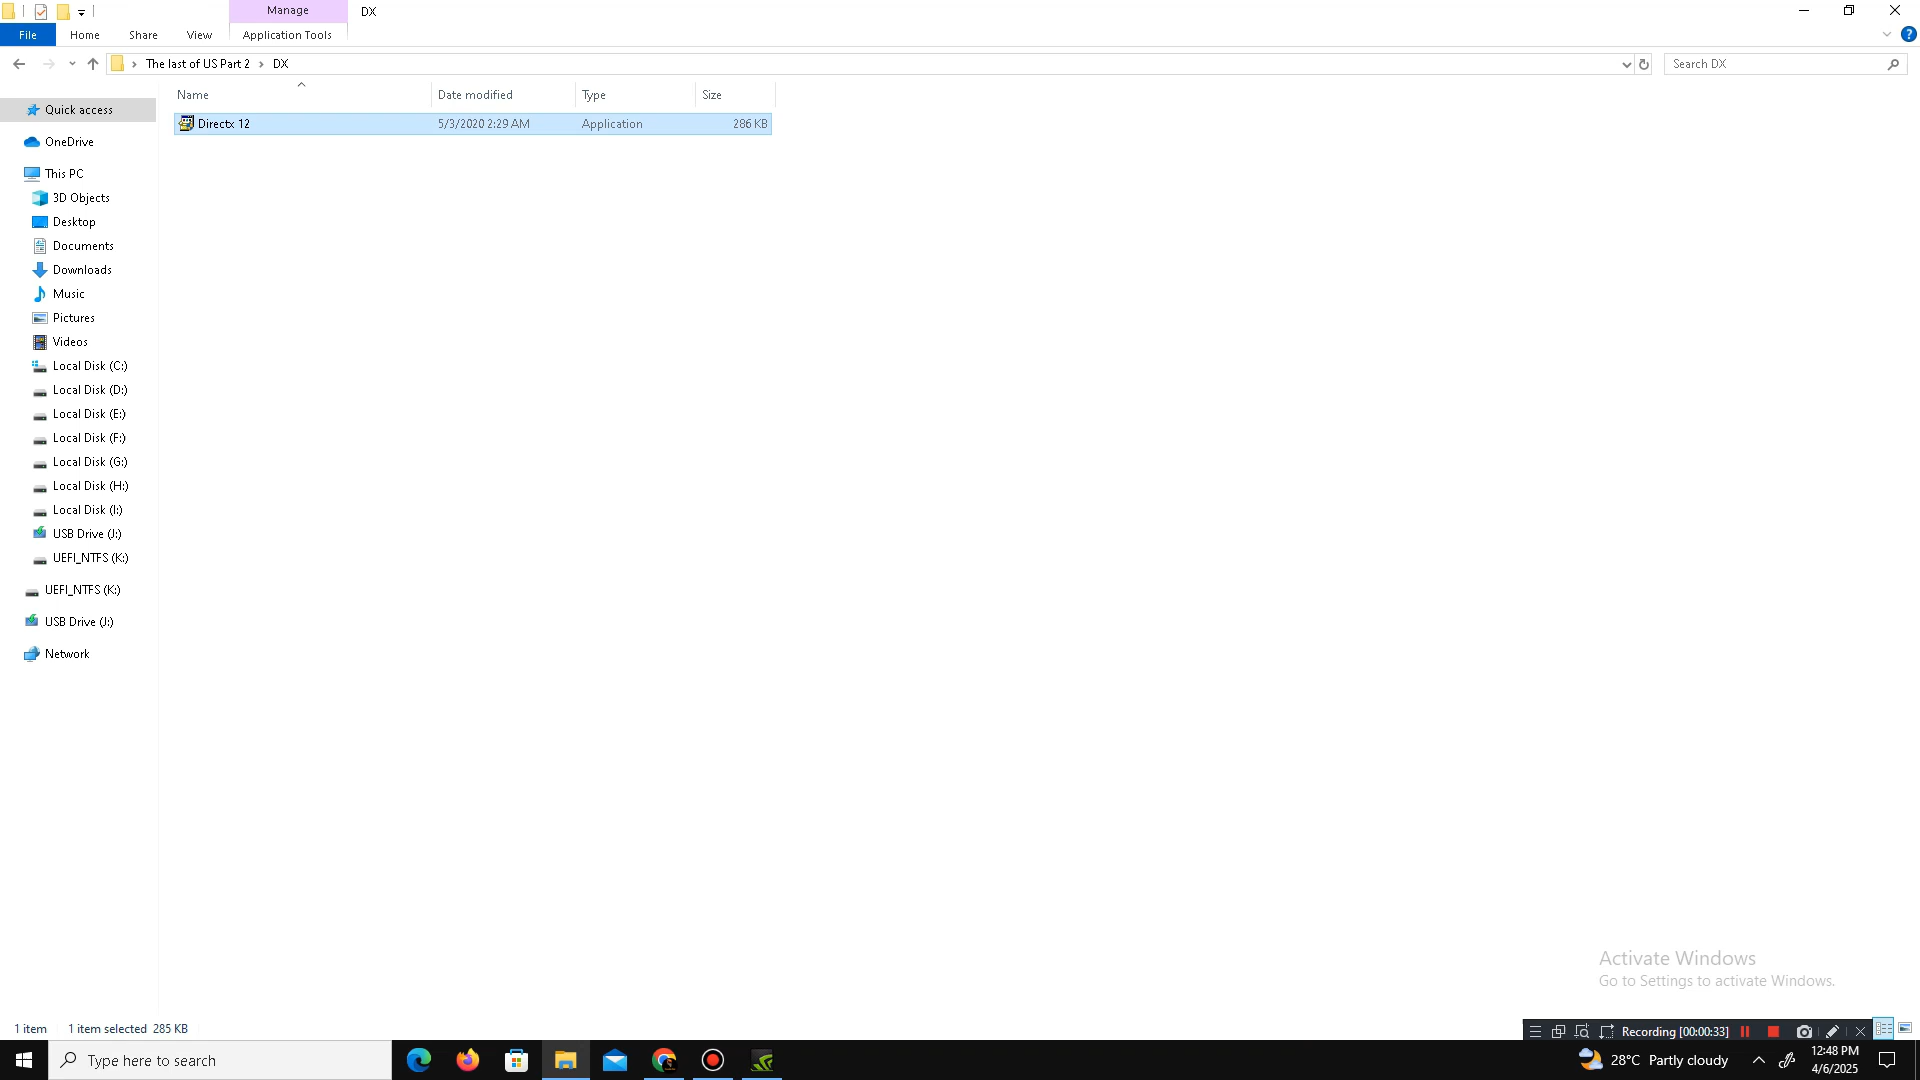 Manage
DX
File
Home
Share
View
Application Tools
The last of US Part 2
DX
Search DX
Name
Date modified
Type
Size
Directx 12
5/3/2020 2:29 AM
Application
286 KB
Quick access
OneDrive
This PC
3D Objects
Desktop
Documents
Downloads
Music
Pictures
Videos
Local Disk (C:)
Local Disk (D:)
Local Disk (E:)
Local Disk (F:)
Local Disk (G:)
Local Disk (H:)
Local Disk (I:)
USB Drive (J:)
UEFI_NTFS (K:)
UEFI_NTFS (K:)
USB Drive (J:)
Network
Activate Windows
Go to Settings to activate Windows.
1 item
1 item selected 285 KB
Recording [00:00:33]
Type here to search
28°C Partly cloudy
12:48 PM
4/6/2025